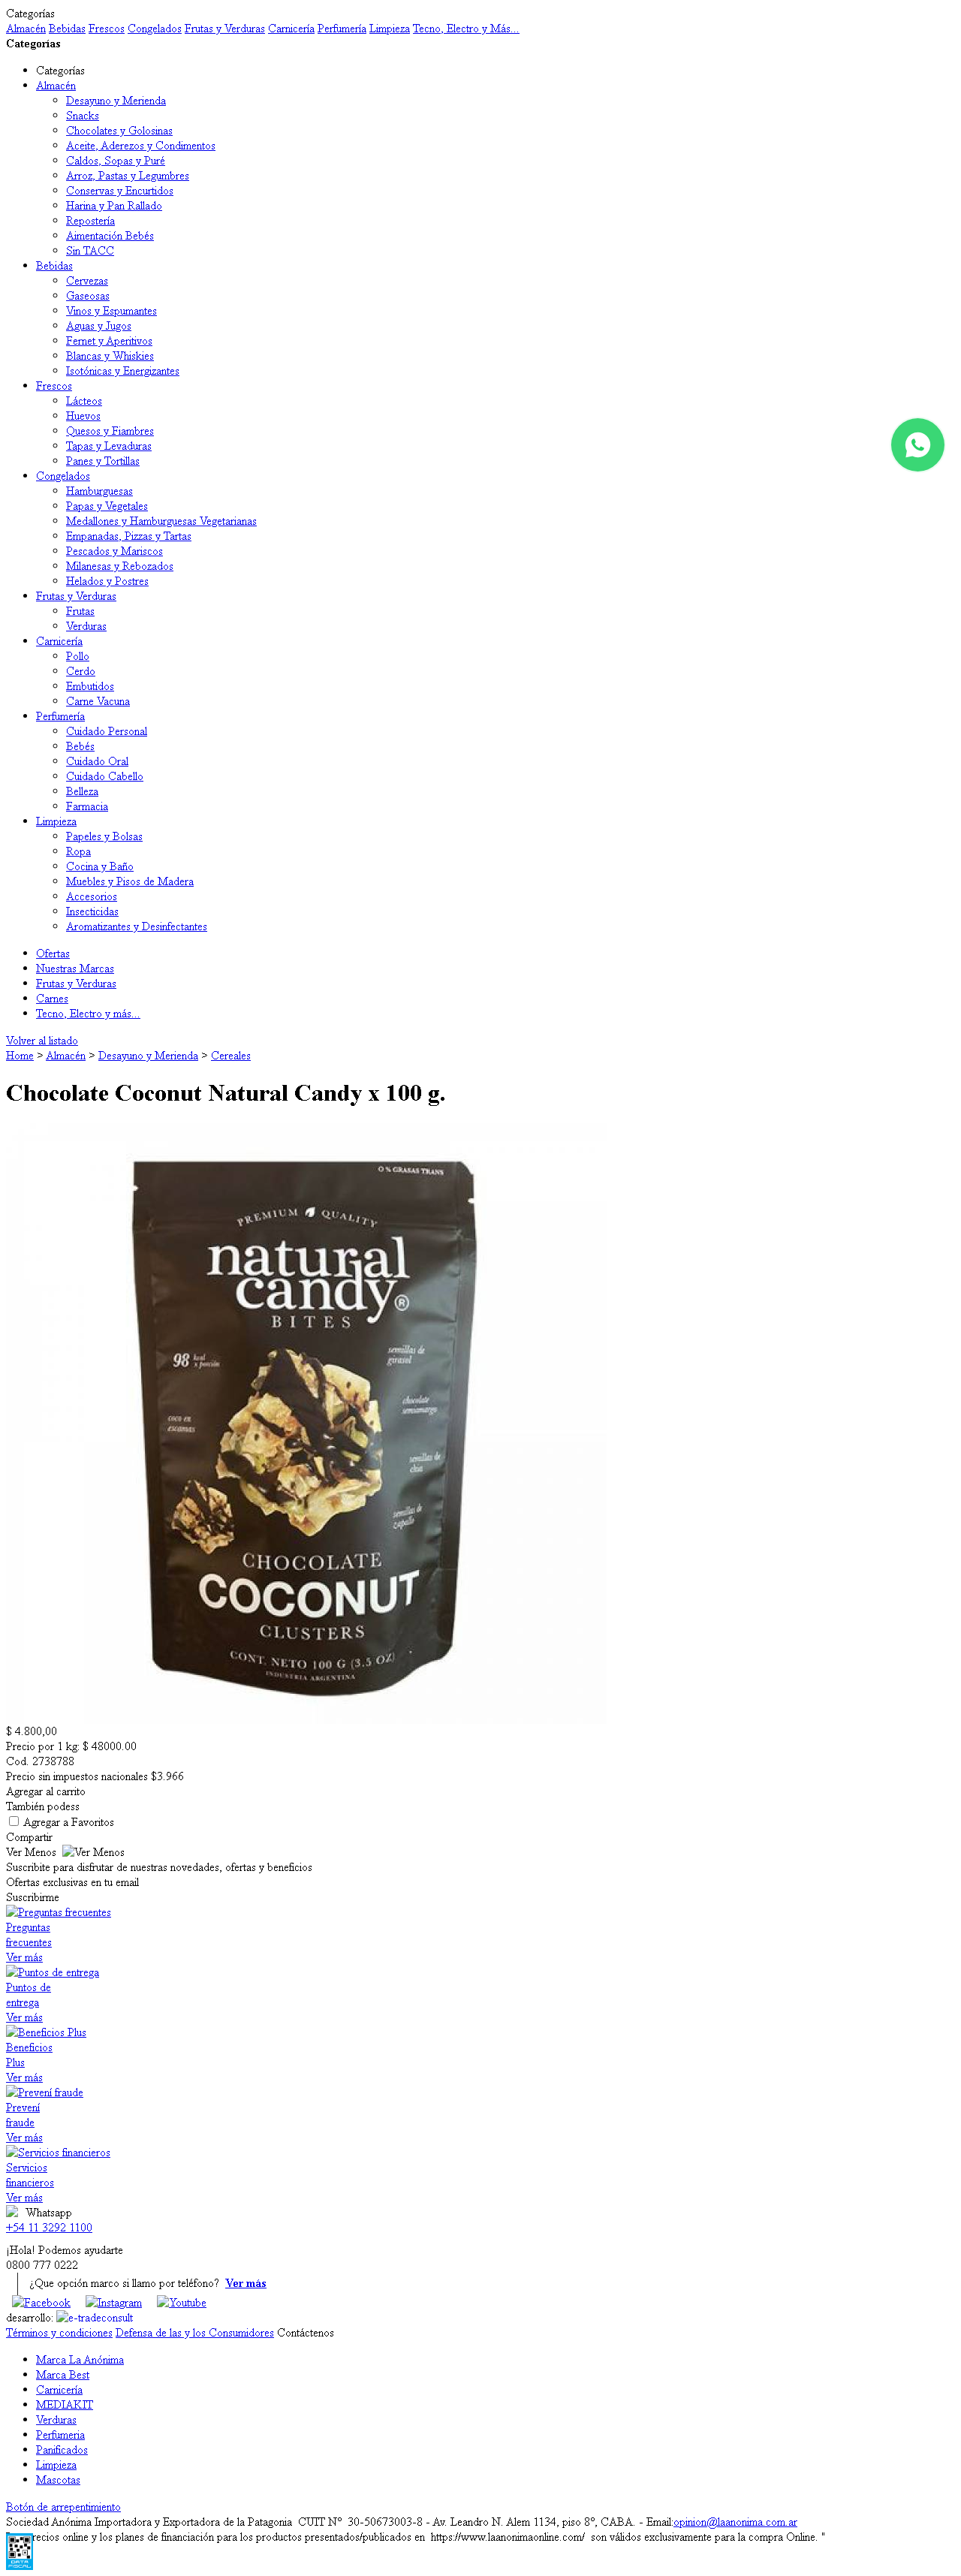 Categorías
Almacén Bebidas Frescos Congelados Frutas y Verduras Carnicería Perfumería Limpieza Tecno, Electro y Más...
Categorías
Categorías
Almacén
Desayuno y Merienda
Snacks
Chocolates y Golosinas
Aceite, Aderezos y Condimentos
Caldos, Sopas y Puré
Arroz, Pastas y Legumbres
Conservas y Encurtidos
Harina y Pan Rallado
Repostería
Aimentación Bebés
Sin TACC
Bebidas
Cervezas
Gaseosas
Vinos y Espumantes
Aguas y Jugos
Fernet y Aperitivos
Blancas y Whiskies
Isotónicas y Energizantes
Frescos
Lácteos
Huevos
Quesos y Fiambres
Tapas y Levaduras
Panes y Tortillas
Congelados
Hamburguesas
Papas y Vegetales
Medallones y Hamburguesas Vegetarianas
Empanadas, Pizzas y Tartas
Pescados y Mariscos
Milanesas y Rebozados
Helados y Postres
Frutas y Verduras
Frutas
Verduras
Carnicería
Pollo
Cerdo
Embutidos
Carne Vacuna
Perfumería
Cuidado Personal
Bebés
Cuidado Oral
Cuidado Cabello
Belleza
Farmacia
Limpieza
Papeles y Bolsas
Ropa
Cocina y Baño
Muebles y Pisos de Madera
Accesorios
Insecticidas
Aromatizantes y Desinfectantes
Ofertas
Nuestras Marcas
Frutas y Verduras
Carnes
Tecno, Electro y más...
Volver al listado
Home > Almacén > Desayuno y Merienda > Cereales
Chocolate Coconut Natural Candy x 100 g.
0% GRASAS TRANS
PREMIUM QUALITY
natural candy®
BITES
98 kcal x porción
semillas de girasol
chocolate semiamargo
coco en escamas
semillas de chía
semillas de zapallo
CHOCOLATE
COCONUT
CLUSTERS
CONT. NETO 100 G (3.5 OZ)
INDUSTRIA ARGENTINA
$ 4.800,00
Precio por 1 kg: $ 48000.00
Cod. 2738788
Precio sin impuestos nacionales $3.966
Agregar al carrito
También podess
Agregar a Favoritos
Compartir
Ver Menos Ver Menos
Suscribite para disfrutar de nuestras novedades, ofertas y beneficios
Ofertas exclusivas en tu email
Suscribirme
Preguntas frecuentes
Preguntas
frecuentes
Ver más
Puntos de entrega
Puntos de
entrega
Ver más
Beneficios Plus
Beneficios
Plus
Ver más
Prevení fraude
Prevení
fraude
Ver más
Servicios financieros
Servicios
financieros
Ver más
Whatsapp
+54 11 3292 1100
¡Hola! Podemos ayudarte
0800 777 0222
¿Que opción marco si llamo por teléfono? Ver más
Facebook Instagram Youtube
desarrollo: e-tradeconsult
Términos y condiciones Defensa de las y los Consumidores Contáctenos
Marca La Anónima
Marca Best
Carnicería
MEDIAKIT
Verduras
Perfumeria
Panificados
Limpieza
Mascotas
Botón de arrepentimiento
Sociedad Anónima Importadora y Exportadora de la Patagonia CUIT Nº 30-50673003-8 - Av. Leandro N. Alem 1134, piso 8º, CABA. - Email:opinion@laanonima.com.ar
recios online y los planes de financiación para los productos presentados/publicados en https://www.laanonimaonline.com/ son válidos exclusivamente para la compra Online. "
DATA FISCAL